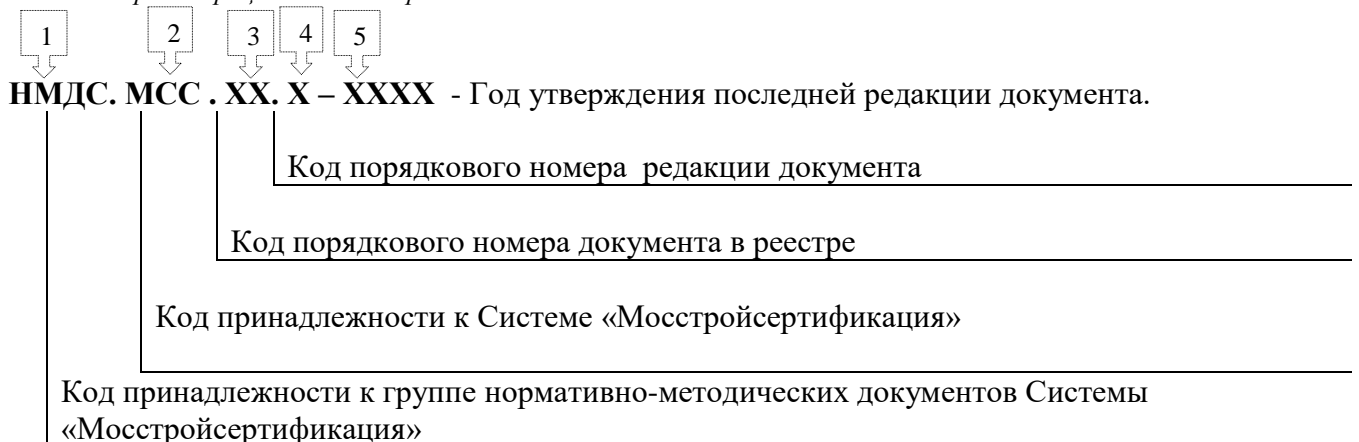 1 2 3 4 5
НМДС. МСС . ХХ. Х – ХХХХ - Год утверждения последней редакции документа.
Код порядкового номера редакции документа
Код порядкового номера документа в реестре
Код принадлежности к Системе «Мосстройсертификация»
Код принадлежности к группе нормативно-методических документов Системы
«Мосстройсертификация»